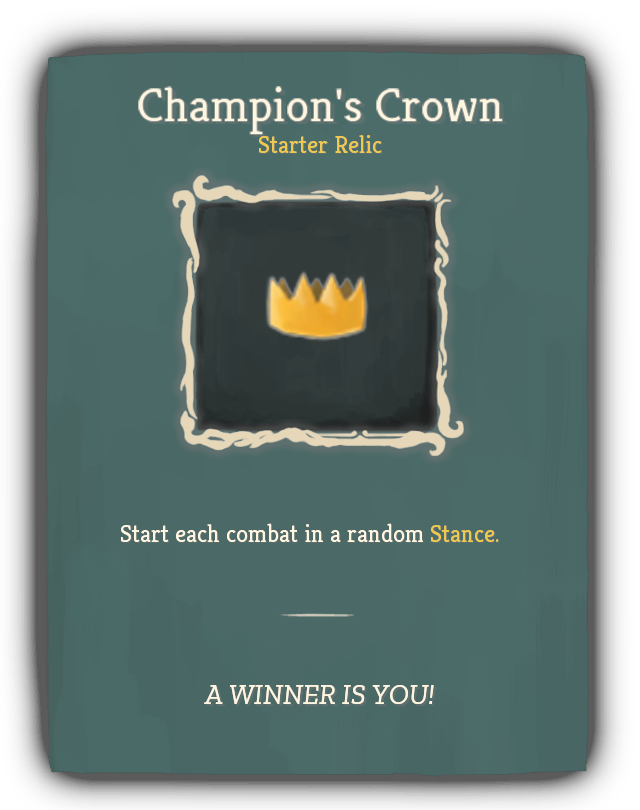 Champion's Crown
Starter Relic
Start each combat in a random Stance.
A WINNER IS YOU!